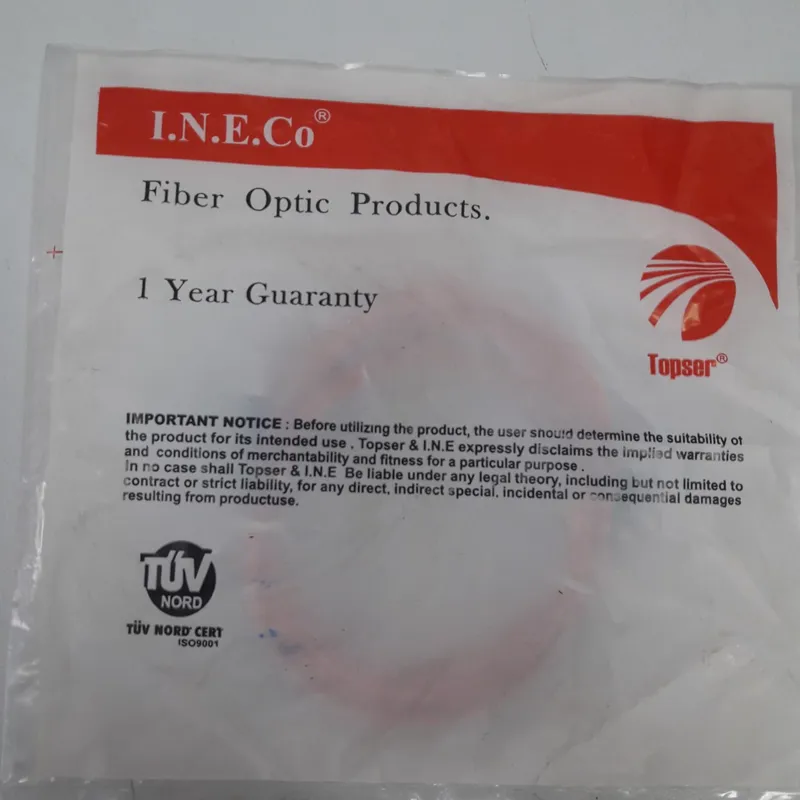 I.N.E.Co®
Fiber Optic Products.
1 Year Guaranty
Topser®
IMPORTANT NOTICE : Before utilizing the product, the user should determine the suitability of
the product for its intended use . Topser & I.N.E expressly disclaims the implied warranties
and conditions of merchantability and fitness for a particular purpose .
In no case shall Topser & I.N.E Be liable under any legal theory, including but not limited to
contract or strict liability, for any direct, indirect special, incidental or consequential damages
resulting from productuse.
TÜV
NORD
TÜV NORD CERT
ISO9001